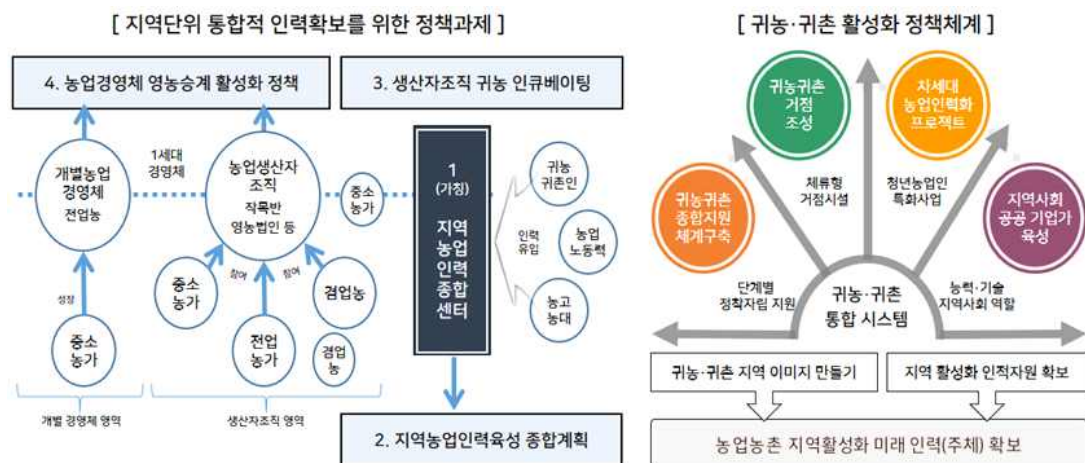 [ 지역단위 통합적 인력확보를 위한 정책과제 ]
4. 농업경영체 영농승계 활성화 정책
3. 생산자조직 귀농 인큐베이팅
개별농업
경영체
전업농
1세대
경영체
농업생산자
조직
작목반
영농법인 등
중소
농가
1
(가칭)
지역
농업
인력
종합
센터
귀농
귀촌인
농업
노동력
농고
농대
인력
유입
성장
중소
농가
중소
농가
참여
참여
전업
농가
겸업농
겸업
농
개별 경영체 영역
생산자조직 영역
2. 지역농업인력육성 종합계획
[ 귀농·귀촌 활성화 정책체계 ]
귀농귀촌
거점
조성
차세대
농업인력화
프로젝트
귀농귀촌
종합지원
체계구축
지역사회
공공 기업가
육성
체류형
거점시설
청년농업인
특화사업
단계별
정착자립 지원
능력·기술
지역사회 역할
귀농·귀촌
통합 시스템
귀농·귀촌 지역 이미지 만들기
지역 활성화 인적자원 확보
농업농촌 지역활성화 미래 인력(주체) 확보